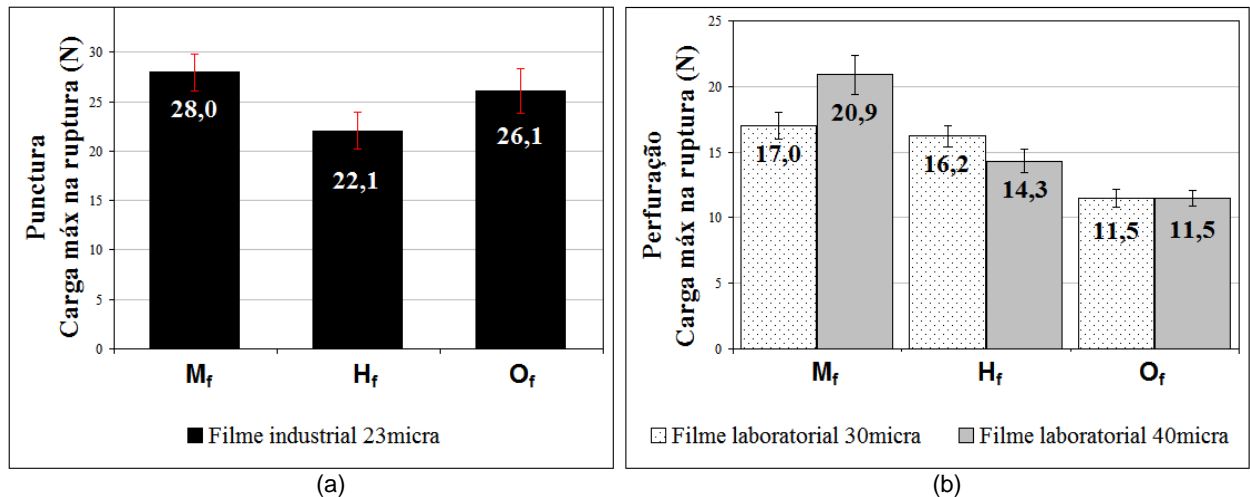 Punctura
Carga máx na ruptura (N)
30
25
20
15
10
5
0
28,0
22,1
26,1
Mf
Hf
Of
Filme industrial 23micra
(a)
Perfuração
Carga máx na ruptura (N)
25
20
15
10
5
0
17,0
20,9
16,2
14,3
11,5
11,5
Mf
Hf
Of
Filme laboratorial 30micra
Filme laboratorial 40micra
(b)